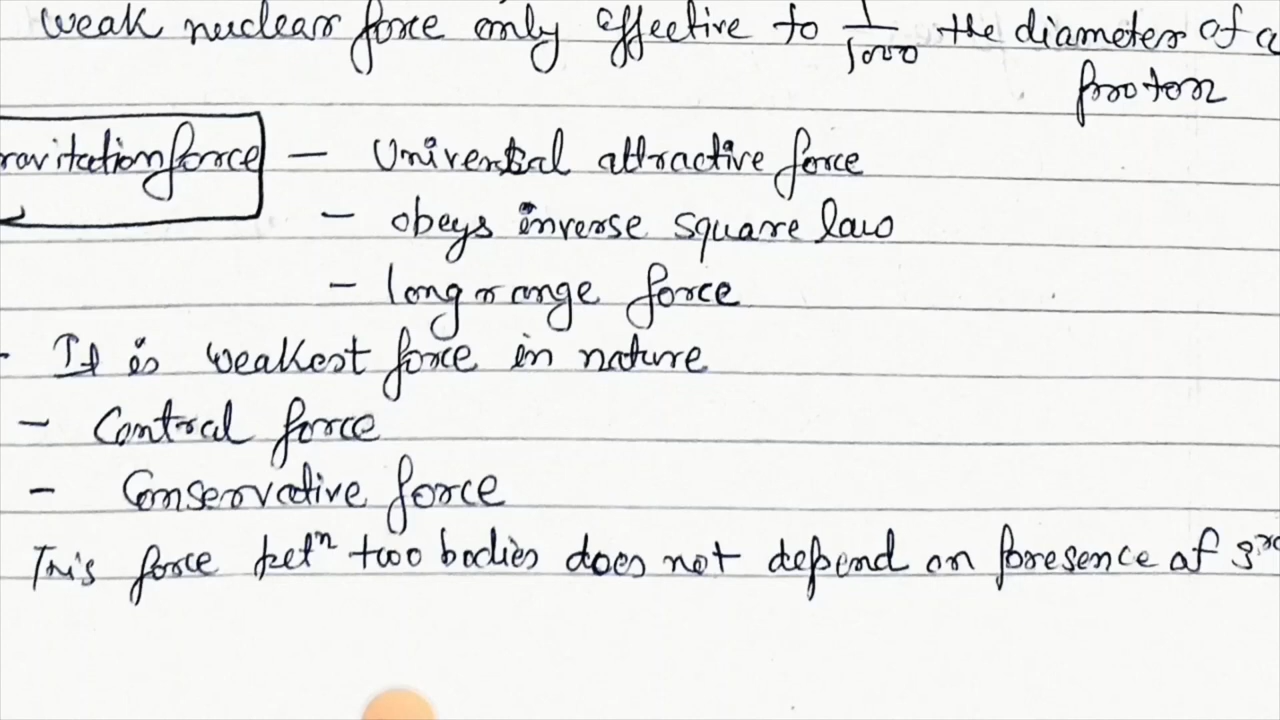 weak nuclear force only effective to 1/1000 the diameter of a
proton
ravitation force - Universal attractive force
- obeys inverse square law
- long range force
- It is weakest force in nature
- Central force
- Conservative force
This force betⁿ two bodies does not depend on presence of 3rd